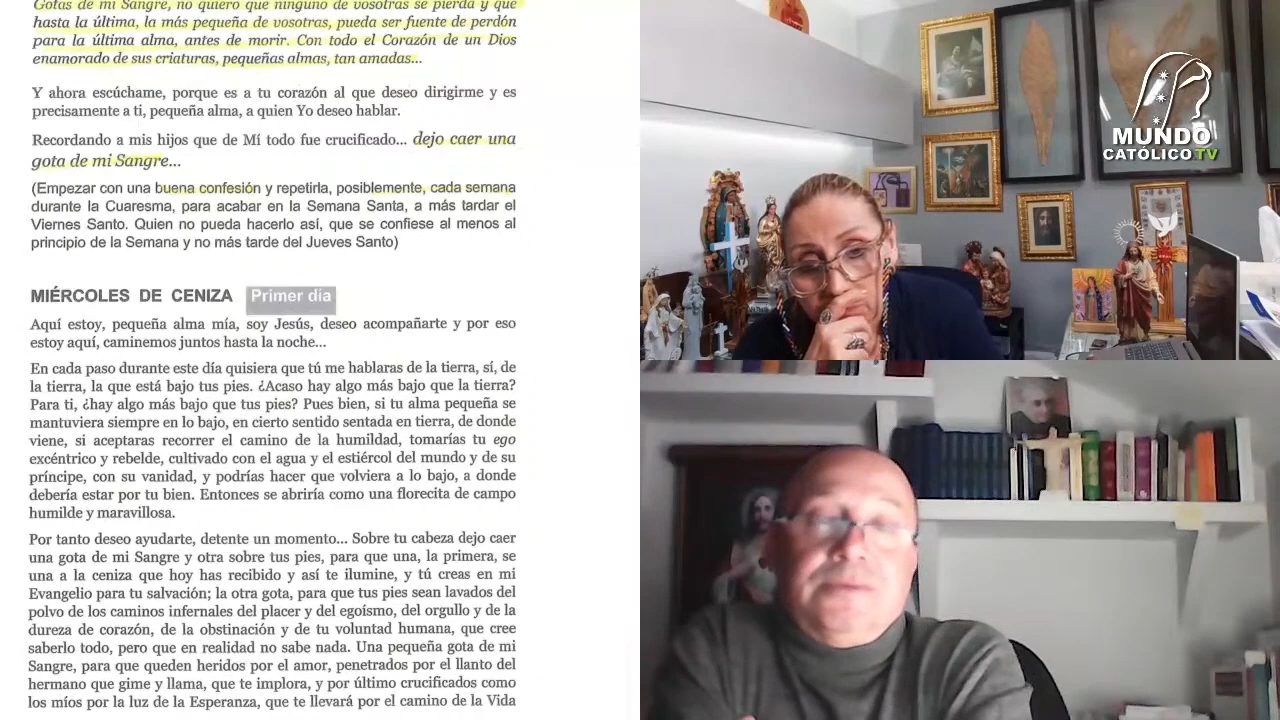 Gotas de mi Sangre, no quiero que ninguno de vosotras se pierda y que
hasta la última, la más pequeña de vosotras, pueda ser fuente de perdón
para la última alma, antes de morir. Con todo el Corazón de un Dios
enamorado de sus criaturas, pequeñas almas, tan amadas...
Y ahora escúchame, porque es a tu corazón al que deseo dirigirme y es
precisamente a ti, pequeña alma, a quien Yo deseo hablar.
Recordando a mis hijos que de Mí todo fue crucificado... dejo caer una
gota de mi Sangre...
(Empezar con una buena confesión y repetirla, posiblemente, cada semana
durante la Cuaresma, para acabar en la Semana Santa, a más tardar el
Viernes Santo. Quien no pueda hacerlo así, que se confiese al menos al
principio de la Semana y no más tarde del Jueves Santo)
MIÉRCOLES DE CENIZA Primer día
Aquí estoy, pequeña alma mía, soy Jesús, deseo acompañarte y por eso
estoy aquí, caminemos juntos hasta la noche...
En cada paso durante este día quisiera que tú me hablaras de la tierra, sí, de
la tierra, la que está bajo tus pies. ¿Acaso hay algo más bajo que la tierra?
Para ti, ¿hay algo más bajo que tus pies? Pues bien, si tu alma pequeña se
mantuviera siempre en lo bajo, en cierto sentido sentada en tierra, de donde
viene, si aceptaras recorrer el camino de la humildad, tomarías tu ego
excéntrico y rebelde, cultivado con el agua y el estiércol del mundo y de su
príncipe, con su vanidad, y podrías hacer que volviera a lo bajo, a donde
debería estar por tu bien. Entonces se abriría como una florecita de campo
humilde y maravillosa.
Por tanto deseo ayudarte, detente un momento... Sobre tu cabeza dejo caer
una gota de mi Sangre y otra sobre tus pies, para que una, la primera, se
una a la ceniza que hoy has recibido y así te ilumine, y tú creas en mi
Evangelio para tu salvación; la otra gota, para que tus pies sean lavados del
polvo de los caminos infernales del placer y del egoísmo, del orgullo y de la
dureza de corazón, de la obstinación y de tu voluntad humana, que cree
saberlo todo, pero que en realidad no sabe nada. Una pequeña gota de mi
Sangre, para que queden heridos por el amor, penetrados por el llanto del
hermano que gime y llama, que te implora, y por último crucificados como
los míos por la luz de la Esperanza, que te llevará por el camino de la Vida
MUNDO
CATÓLICO TV